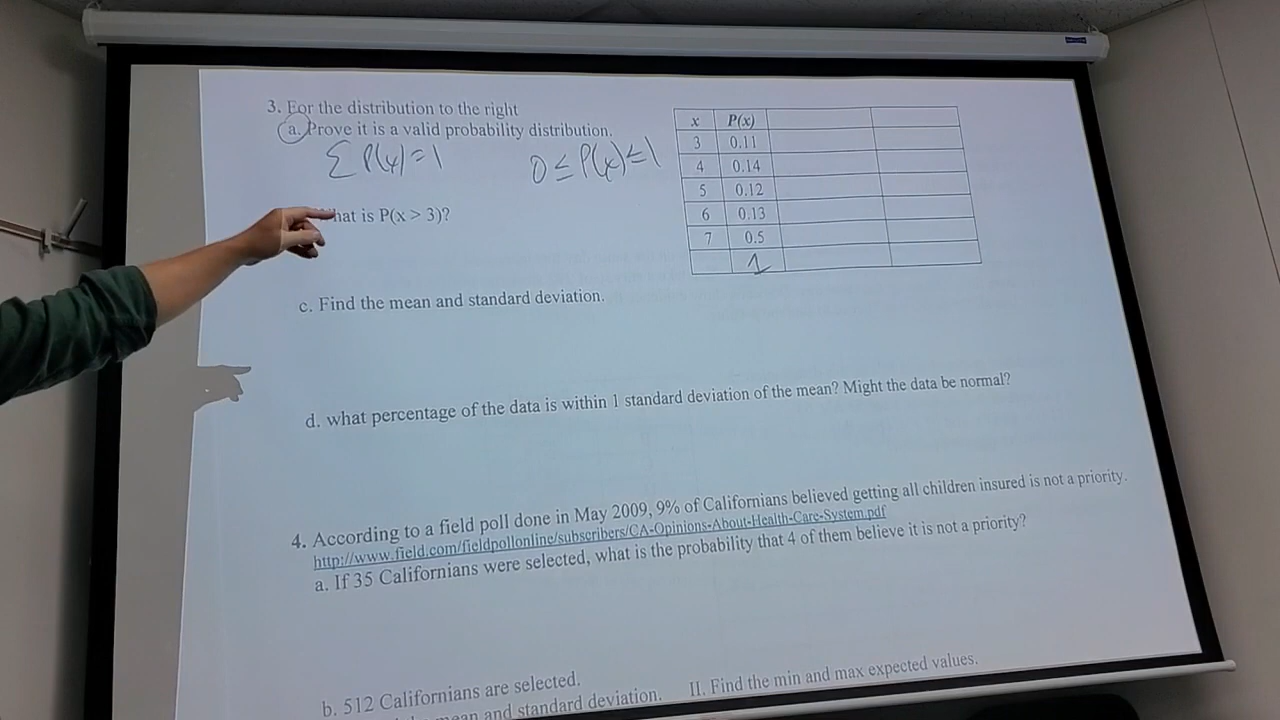 3. For the distribution to the right
a. Prove it is a valid probability distribution.
Σ P(x) = 1 0 ≤ P(x) ≤ 1
is P(x > 3)?
c. Find the mean and standard deviation.
d. what percentage of the data is within 1 standard deviation of the mean? Might the data be normal?
x P(x)
3 0.11
4 0.14
5 0.12
6 0.13
7 0.5
1
4. According to a field poll done in May 2009, 9% of Californians believed getting all children insured is not a priority.
http://www.field.com/fieldpollonline/subscribers/CA-Opinions-About-Health-Care-System.pdf
a. If 35 Californians were selected, what is the probability that 4 of them believe it is not a priority?
b. 512 Californians are selected.
and standard deviation. II. Find the min and max expected values.